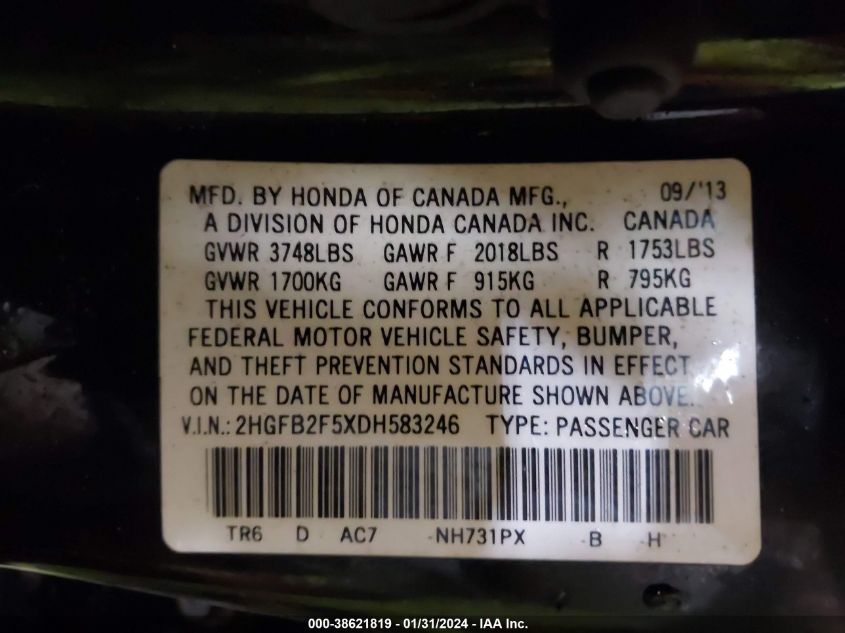 MFD. BY HONDA OF CANADA MFG., 09/'13
A DIVISION OF HONDA CANADA INC. CANADA
GVWR 3748LBS GAWR F 2018LBS R 1753LBS
GVWR 1700KG GAWR F 915KG R 795KG
THIS VEHICLE CONFORMS TO ALL APPLICABLE
FEDERAL MOTOR VEHICLE SAFETY, BUMPER,
AND THEFT PREVENTION STANDARDS IN EFFECT
ON THE DATE OF MANUFACTURE SHOWN ABOVE.
V.I.N.: 2HGFB2F5XDH583246 TYPE: PASSENGER CAR
TR6 D AC7 NH731PX B H
000-38621819 - 01/31/2024 - IAA Inc.